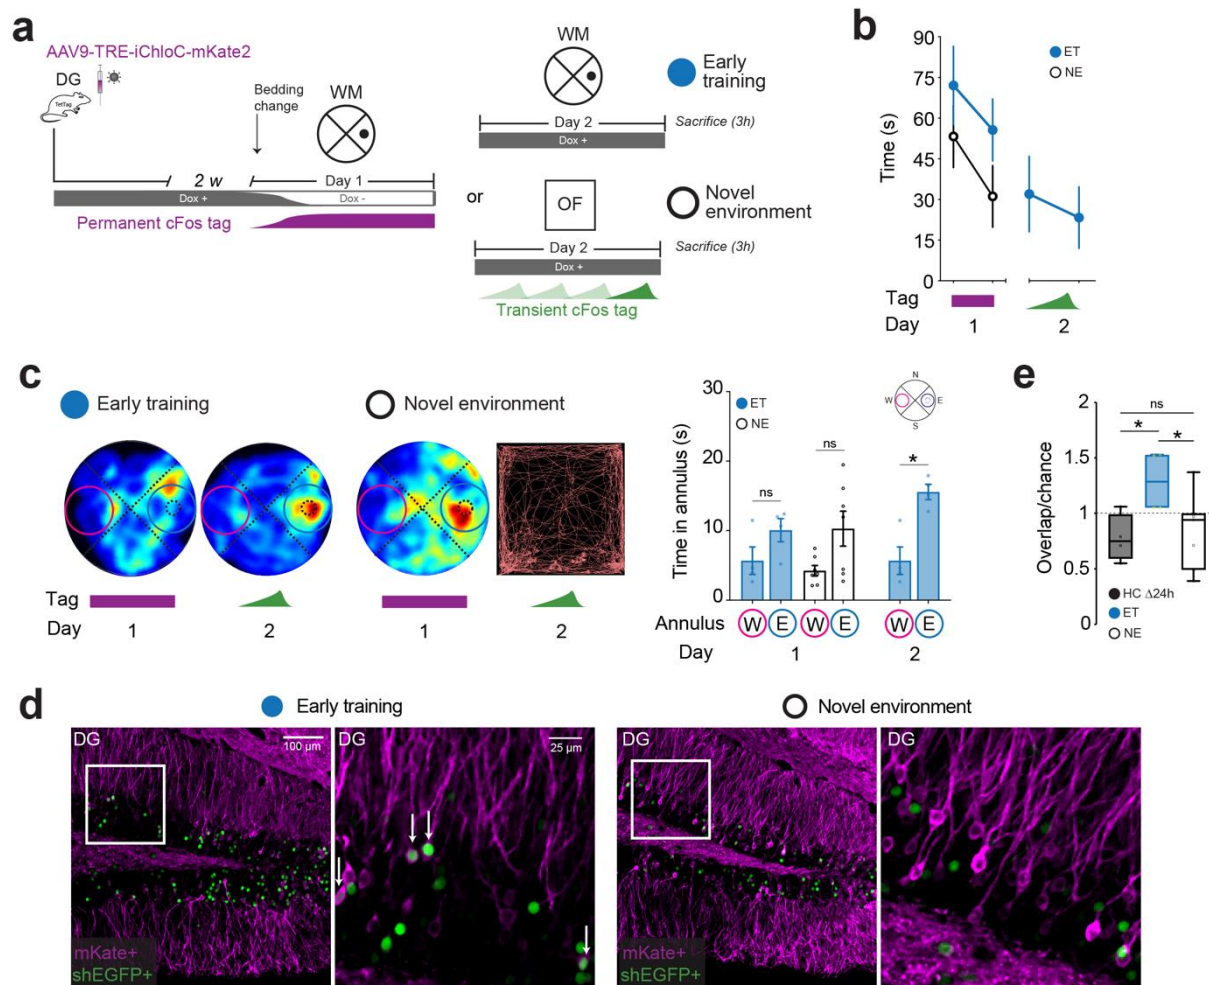 a
AAV9-TRE-iChloC-mKate2
DG
TetTag
Bedding
change
WM
2 w
Day 1
Dox +
Dox -
Permanent cFos tag
WM
Early
training
Day 2
Sacrifice (3h)
Dox +
or
OF
Novel
environment
Day 2
Sacrifice (3h)
Dox +
Transient cFos tag
b
90
75
60
45
30
15
0
Time (s)
ET
NE
Tag
Day
1
2
c
Early training
Novel environment
Tag
Day
1
2
1
2
30
20
10
0
Time in annulus (s)
ET
NE
ns
ns
*
N
W
E
S
Annulus
W
E
W
E
W
E
Day
1
2
e
2
1.5
1
0.5
0
Overlap/chance
ns
*
*
HC Δ24h
ET
NE
d
Early training
Novel environment
DG
100 µm
DG
25 µm
DG
DG
mKate+
shEGFP+
mKate+
shEGFP+